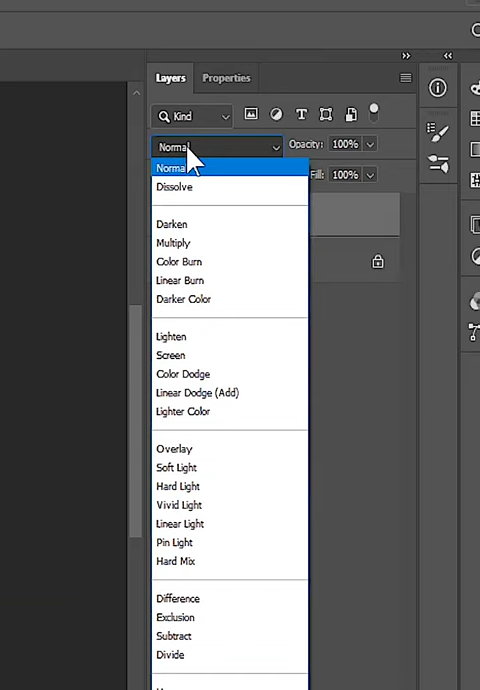 Layers Properties
Kind
Normal Opacity: 100%
Normal Fill: 100%
Dissolve
Darken
Multiply
Color Burn
Linear Burn
Darker Color
Lighten
Screen
Color Dodge
Linear Dodge (Add)
Lighter Color
Overlay
Soft Light
Hard Light
Vivid Light
Linear Light
Pin Light
Hard Mix
Difference
Exclusion
Subtract
Divide